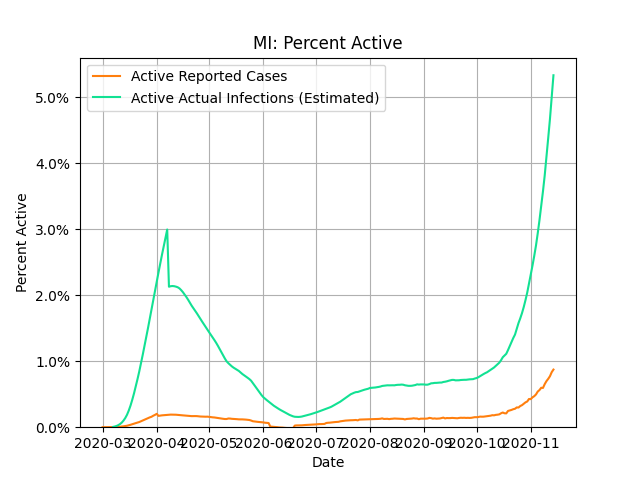 MI: Percent Active
Active Reported Cases
Active Actual Infections (Estimated)
Percent Active
5.0%
4.0%
3.0%
2.0%
1.0%
0.0%
2020-03 2020-04 2020-05 2020-06 2020-07 2020-08 2020-09 2020-10 2020-11
Date